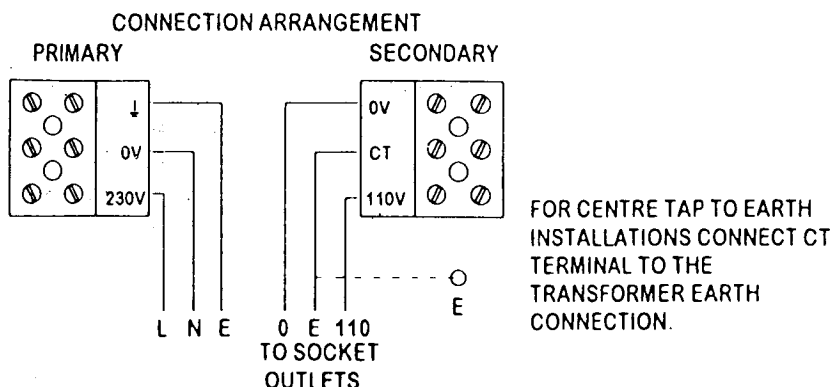 CONNECTION ARRANGEMENT
PRIMARY
SECONDARY
0V
230V
0V
CT
110V
L N E
0 E 110
TO SOCKET
OUTLETS
E
FOR CENTRE TAP TO EARTH
INSTALLATIONS CONNECT CT
TERMINAL TO THE
TRANSFORMER EARTH
CONNECTION.